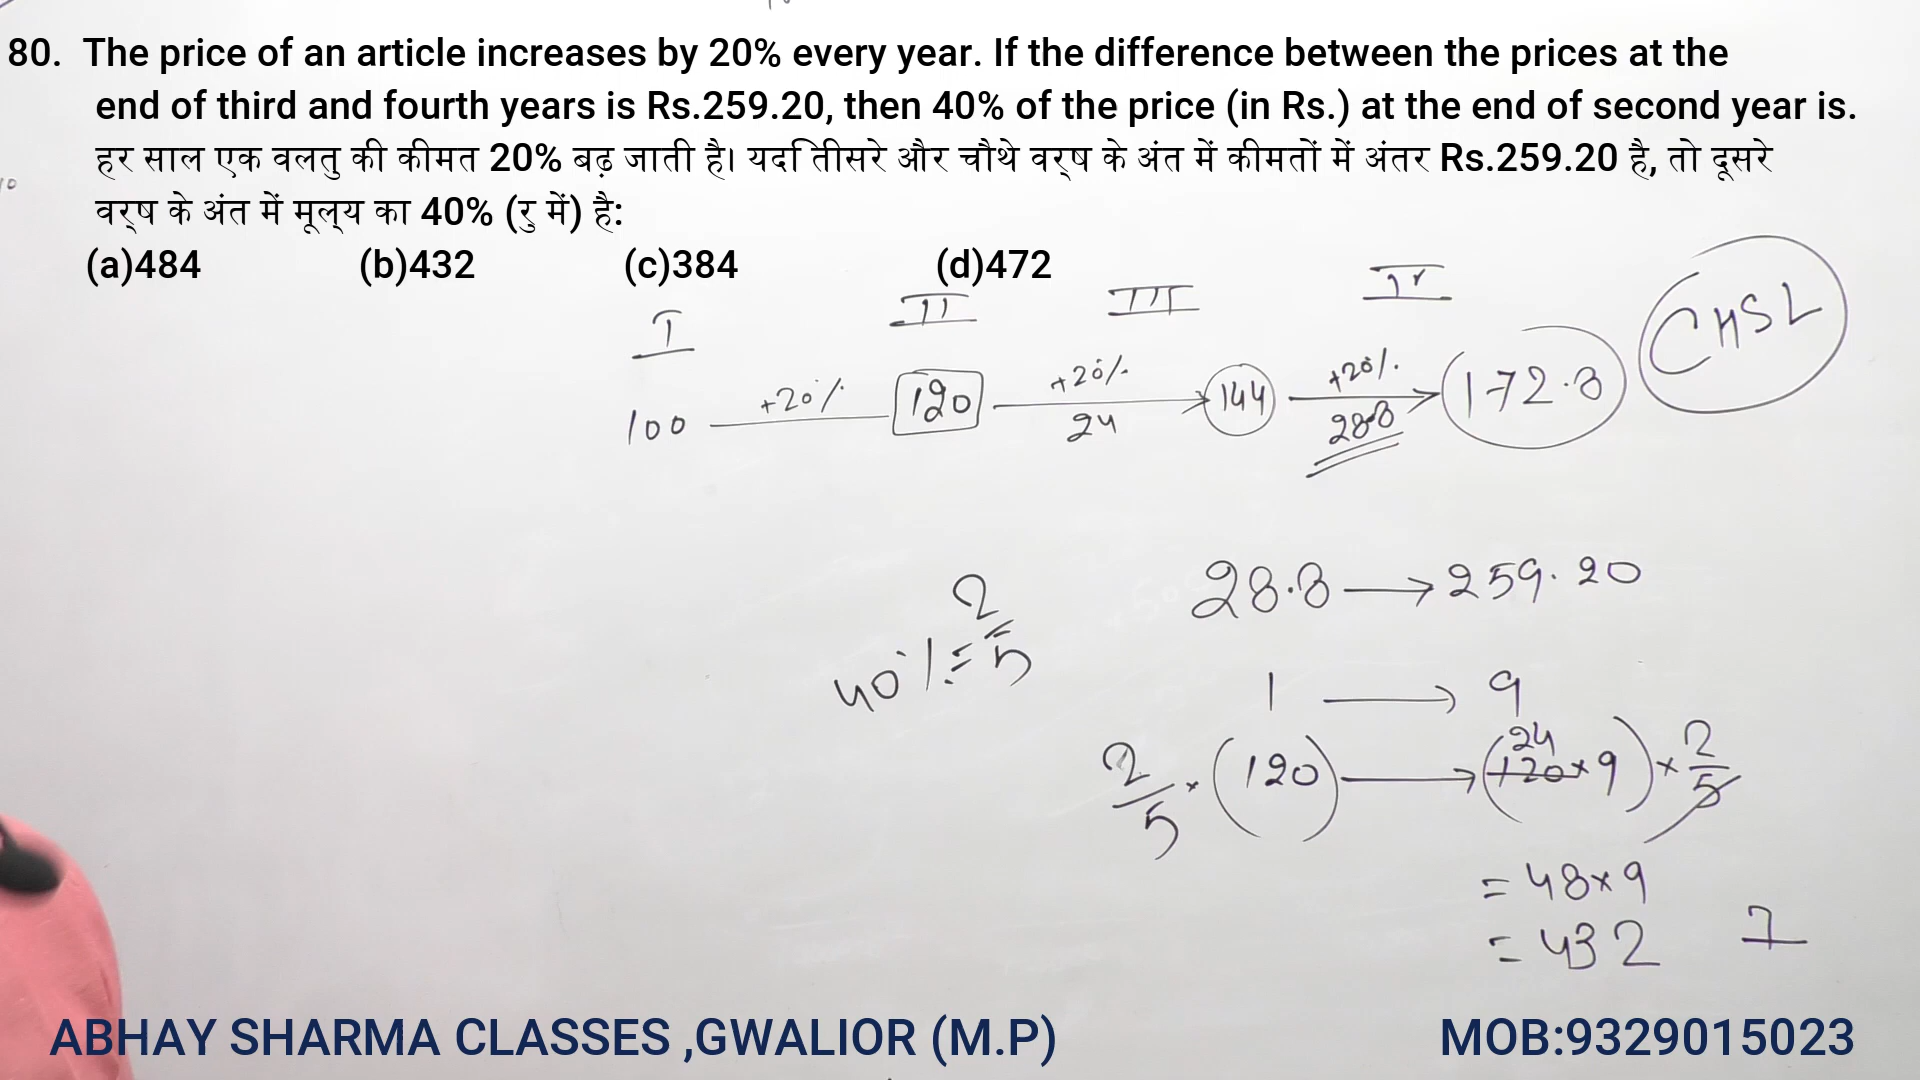 80. The price of an article increases by 20% every year. If the difference between the prices at the
end of third and fourth years is Rs.259.20, then 40% of the price (in Rs.) at the end of second year is.
हर साल एक वलतु की कीमत 20% बढ़ जाती है। यदि तीसरे और चौथे वर्ष के अंत में कीमतों में अंतर Rs.259.20 है, तो दूसरे
वर्ष के अंत में मूल्य का 40% (रु में) है:
(a)484 (b)432 (c)384 (d)472
I II III IV
CHSL
100 +20% 120 +20% 24 144 +20% 28.8 172.8
28.8 → 259.20
40% = 2/5
1 → 9
2/5 × (120) → (120 × 9) × 2/5
24
= 48×9
= 432
ABHAY SHARMA CLASSES ,GWALIOR (M.P) MOB:9329015023